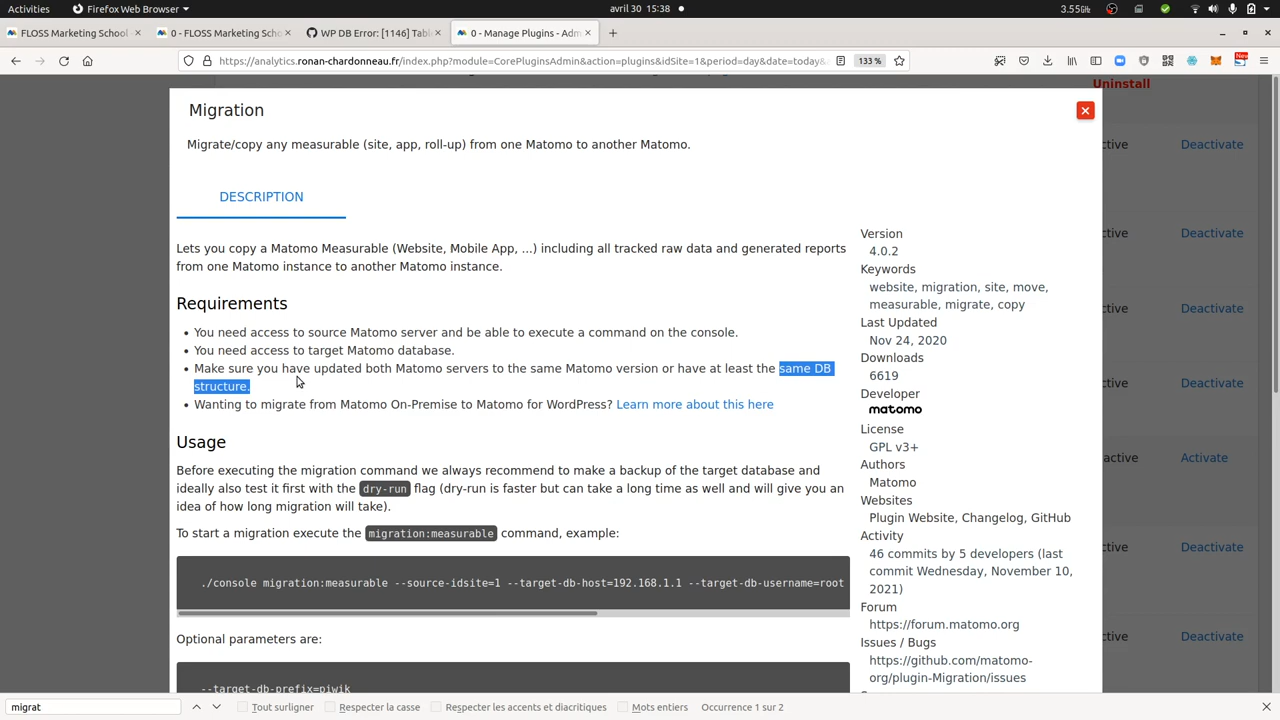 Activities
Firefox Web Browser
avril 30 15:38
3.55 GiB
FLOSS Marketing School
0 - FLOSS Marketing Scho
WP DB Error: [1146] Tabl
0 - Manage Plugins - Adm
https://analytics.ronan-chardonneau.fr/index.php?module=CorePluginsAdmin&action=plugins&idSite=1&period=day&date=today&
133 %
New
Uninstall
Migration
Migrate/copy any measurable (site, app, roll-up) from one Matomo to another Matomo.
ctive
Deactivate
DESCRIPTION
Lets you copy a Matomo Measurable (Website, Mobile App, ...) including all tracked raw data and generated reports
from one Matomo instance to another Matomo instance.
Requirements
• You need access to source Matomo server and be able to execute a command on the console.
• You need access to target Matomo database.
• Make sure you have updated both Matomo servers to the same Matomo version or have at least the same DB
structure.
• Wanting to migrate from Matomo On-Premise to Matomo for WordPress? Learn more about this here
Usage
Before executing the migration command we always recommend to make a backup of the target database and
ideally also test it first with the dry-run flag (dry-run is faster but can take a long time as well and will give you an
idea of how long migration will take).
To start a migration execute the migration:measurable command, example:
./console migration:measurable --source-idsite=1 --target-db-host=192.168.1.1 --target-db-username=root
Optional parameters are:
--target-db-prefix=piwik
Version
4.0.2
Keywords
website, migration, site, move,
measurable, migrate, copy
Last Updated
Nov 24, 2020
Downloads
6619
Developer
matomo
License
GPL v3+
Authors
Matomo
Websites
Plugin Website, Changelog, GitHub
Activity
46 commits by 5 developers (last
commit Wednesday, November 10,
2021)
Forum
https://forum.matomo.org
Issues / Bugs
https://github.com/matomo-
org/plugin-Migration/issues
ctive
Deactivate
ctive
Deactivate
ctive
Deactivate
active
Activate
ctive
Deactivate
ctive
Deactivate
migrat
Tout surligner
Respecter la casse
Respecter les accents et diacritiques
Mots entiers
Occurrence 1 sur 2